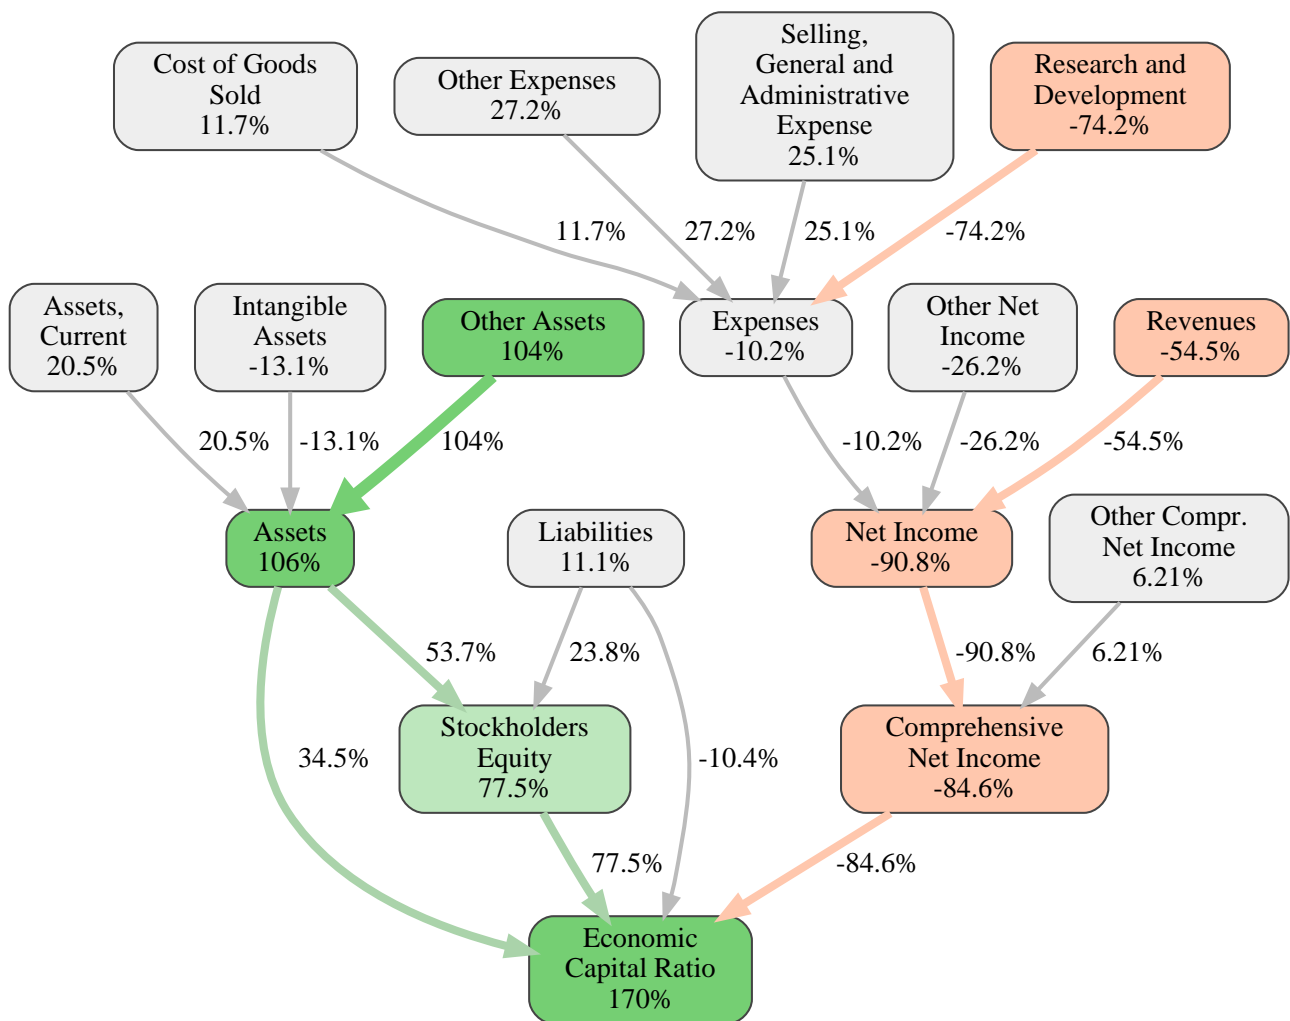 Cost of Goods
Sold
11.7%
Other Expenses
27.2%
Selling,
General and
Administrative
Expense
25.1%
Research and
Development
-74.2%
11.7%
27.2%
25.1%
-74.2%
Assets,
Current
20.5%
Intangible
Assets
-13.1%
Other Assets
104%
Expenses
-10.2%
Other Net
Income
-26.2%
Revenues
-54.5%
20.5%
-13.1%
104%
-10.2%
-26.2%
-54.5%
Assets
106%
Liabilities
11.1%
Net Income
-90.8%
Other Compr.
Net Income
6.21%
53.7%
23.8%
-90.8%
6.21%
Stockholders
Equity
77.5%
Comprehensive
Net Income
-84.6%
34.5%
-10.4%
77.5%
-84.6%
Economic
Capital Ratio
170%